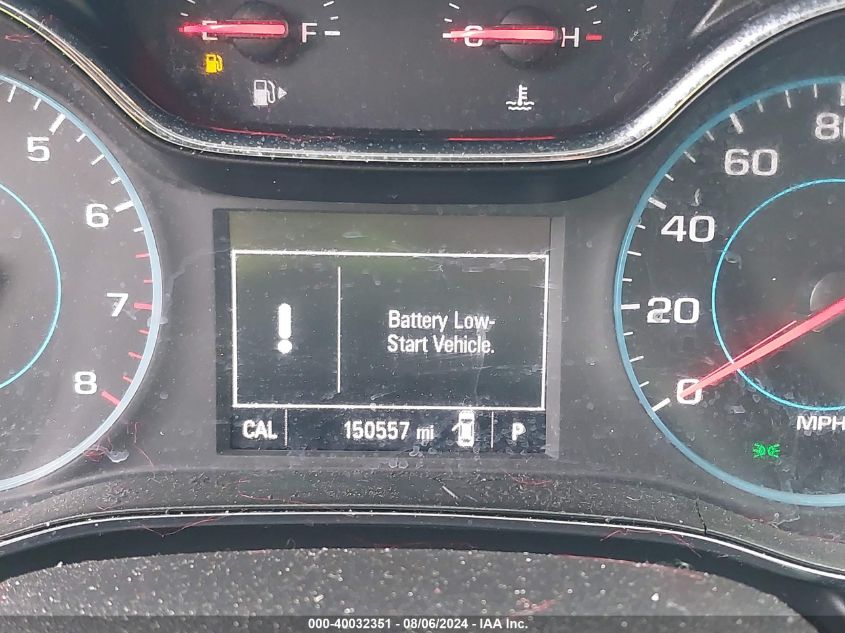 E F C H
5
6
7
8
80
60
40
20
0
MPH
Battery Low-
Start Vehicle.
CAL 150557 mi P
000-40032351 - 08/06/2024 - IAA Inc.